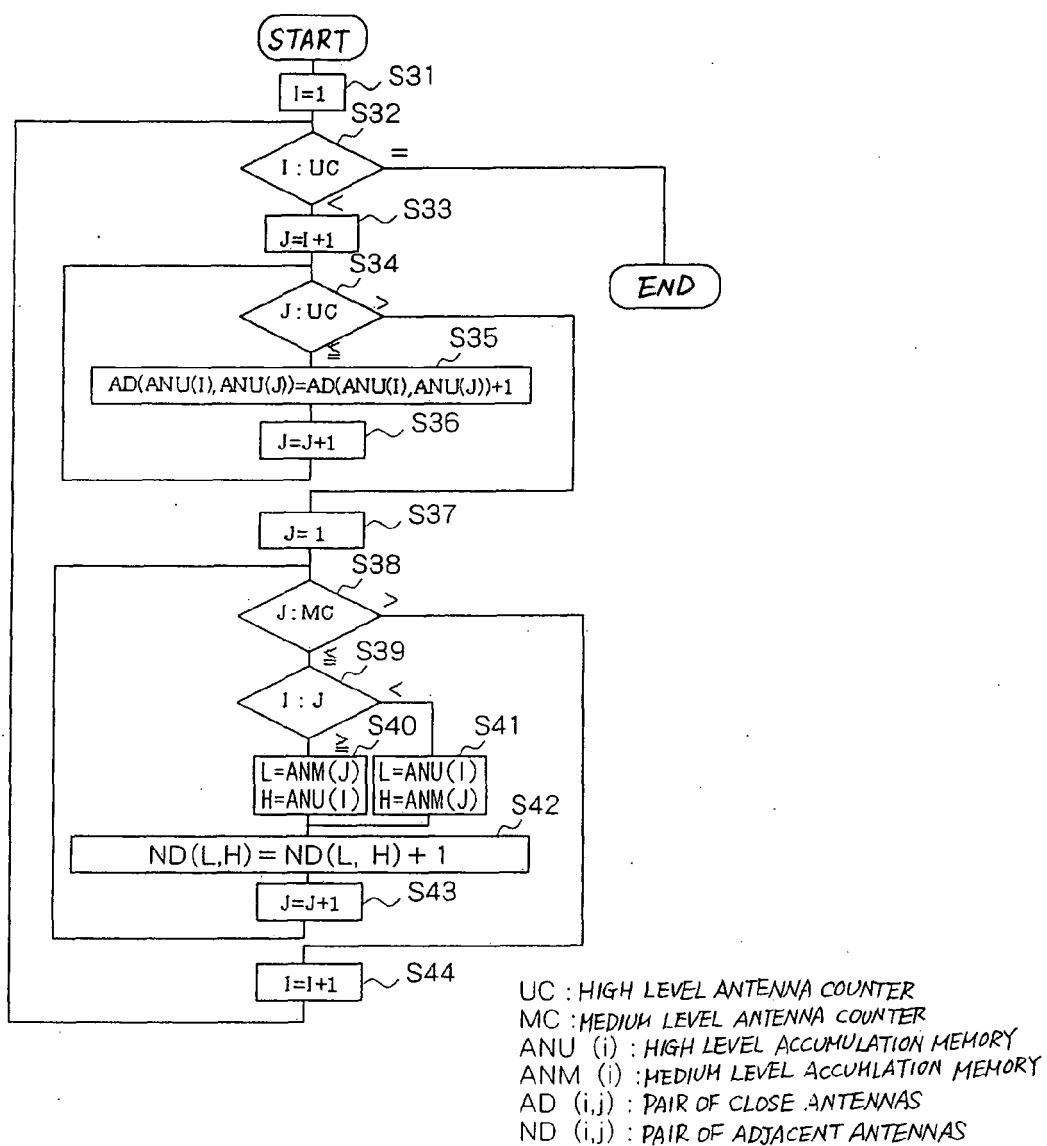 START
I=1
S31
S32
I : UC
=
<
S33
J=I+1
S34
J : UC
>
≦
S35
AD(ANU(I),ANU(J))=AD(ANU(I),ANU(J))+1
S36
J=J+1
END
S37
J= 1
S38
J : MC
>
≦
S39
I : J
<
≧
S40
S41
L=ANM(J)
H=ANU(I)
L=ANU(I)
H=ANM(J)
S42
ND(L,H)=ND(L, H)+1
S43
J=J+1
S44
I=I+1
UC : HIGH LEVEL ANTENNA COUNTER
MC : MEDIUM LEVEL ANTENNA COUNTER
ANU (i) : HIGH LEVEL ACCUMULATION MEMORY
ANM (i) : MEDIUM LEVEL ACCUMLATION MEMORY
AD (i,j) : PAIR OF CLOSE ANTENNAS
ND (i,j) : PAIR OF ADJACENT ANTENNAS